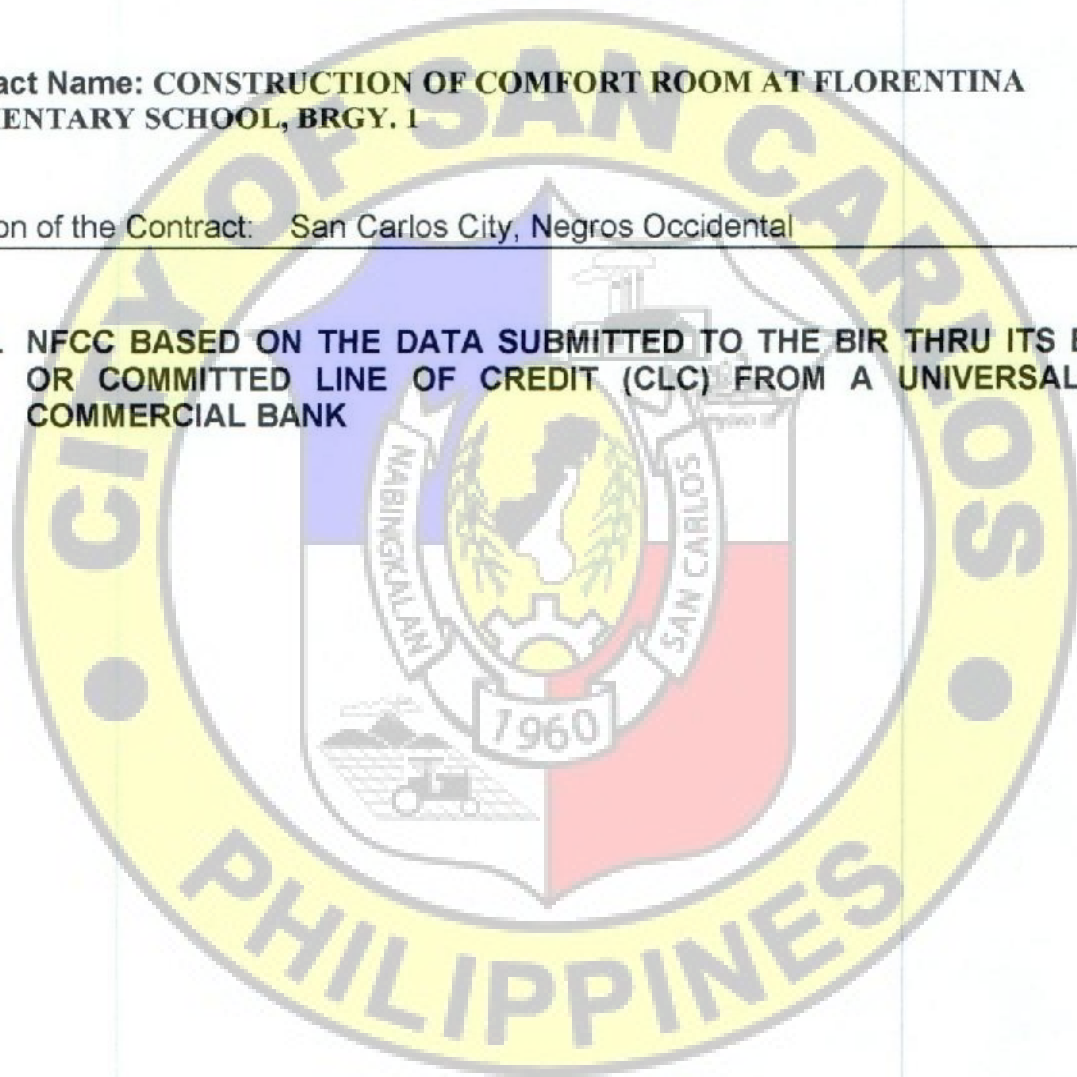 act Name: CONSTRUCTION OF COMFORT ROOM AT FLORENTINA
ENTARY SCHOOL, BRGY. 1
on of the Contract: San Carlos City, Negros Occidental
. NFCC BASED ON THE DATA SUBMITTED TO THE BIR THRU ITS E
OR COMMITTED LINE OF CREDIT (CLC) FROM A UNIVERSAL
COMMERCIAL BANK
CITY OF SAN CARLOS
NABINGKALAN
SAN CARLOS
1960
PHILIPPINES